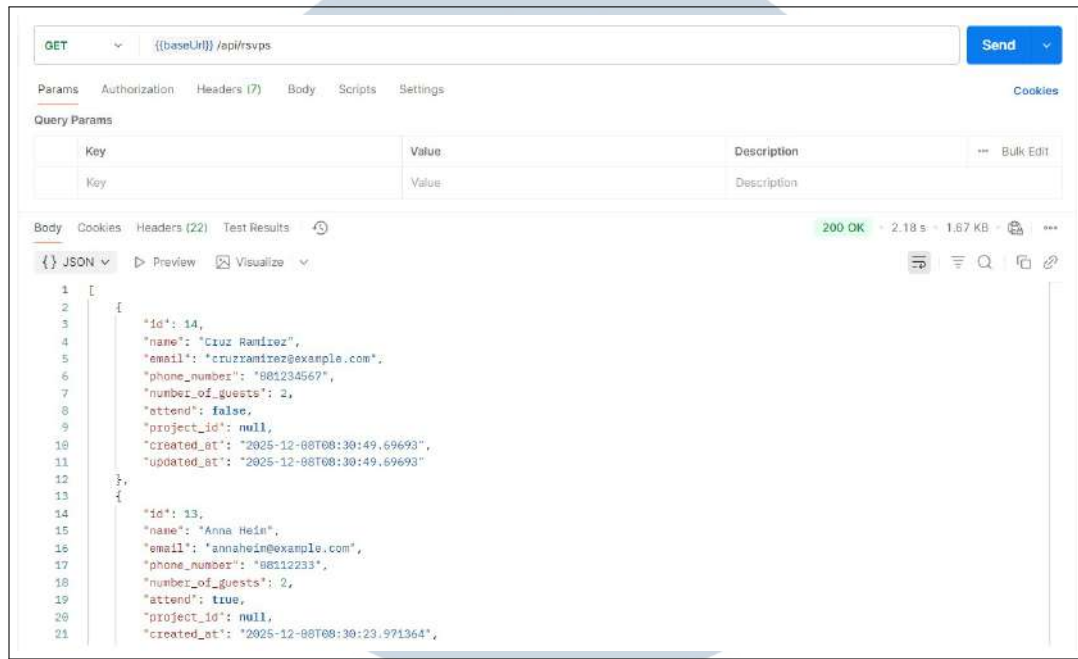 GET {{baseUrl}} /api/rsvps Send
Params Authorization Headers (7) Body Scripts Settings Cookies
Query Params
Key Value Description ••• Bulk Edit
Key Value Description
Body Cookies Headers (22) Test Results 200 OK • 2.18 s • 1.67 KB •••
{} JSON Preview Visualize
1 [
2 {
3 "id": 14,
4 "name": "Cruz Ramirez",
5 "email": "cruzramirez@example.com",
6 "phone_number": "081234567",
7 "number_of_guests": 2,
8 "attend": false,
9 "project_id": null,
10 "created_at": "2025-12-08T08:30:49.69693",
11 "updated_at": "2025-12-08T08:30:49.69693"
12 },
13 {
14 "id": 13,
15 "name": "Anna Heim",
16 "email": "annaheim@example.com",
17 "phone_number": "08112233",
18 "number_of_guests": 2,
19 "attend": true,
20 "project_id": null,
21 "created_at": "2025-12-08T08:30:23.971364",